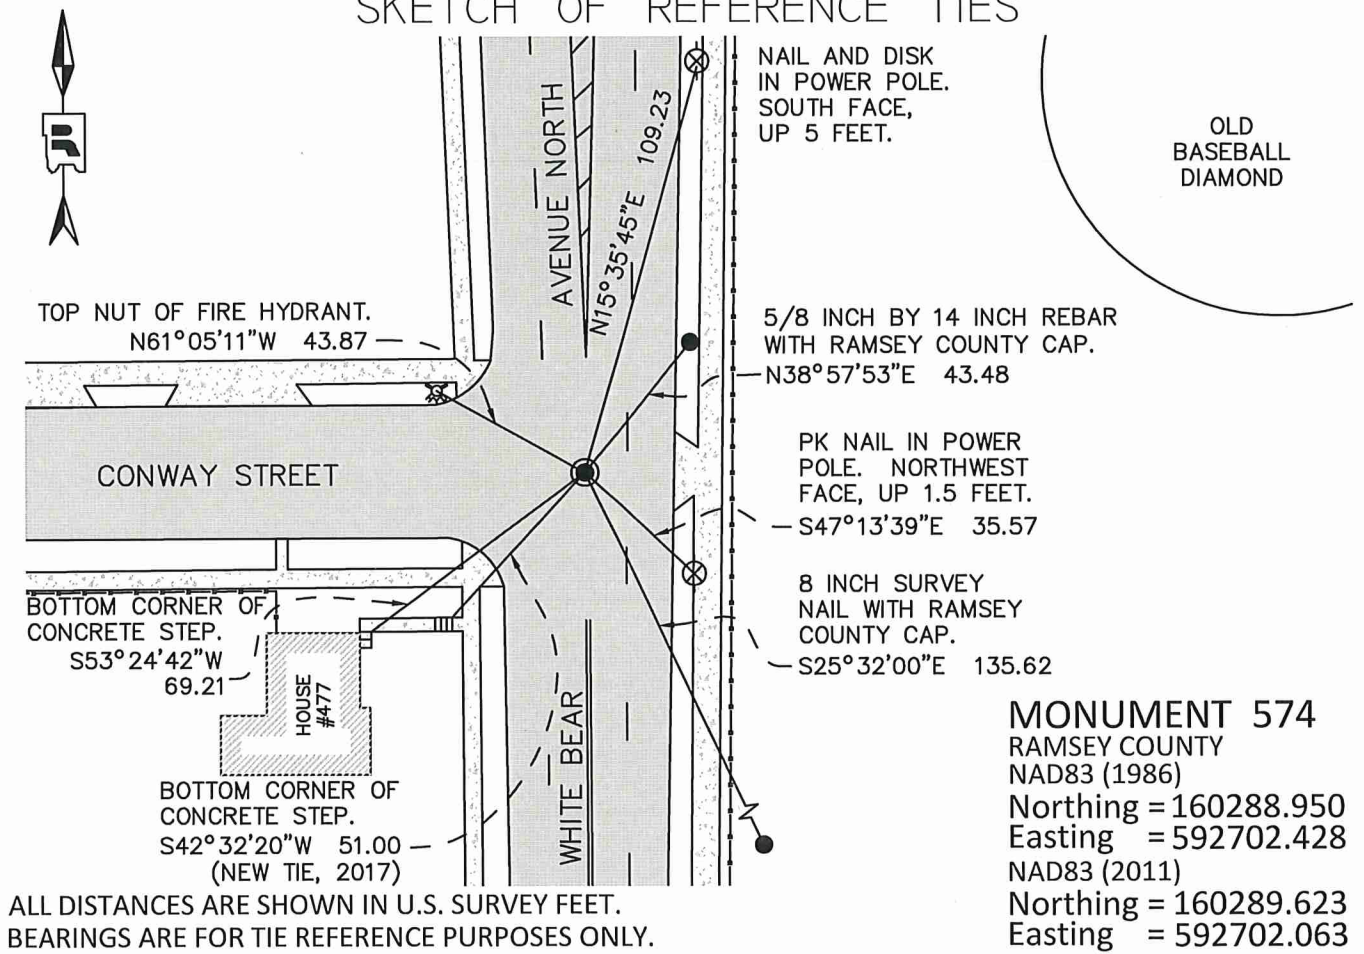 SKETCH OF REFERENCE TIES
NAIL AND DISK
IN POWER POLE.
SOUTH FACE,
UP 5 FEET.
OLD
BASEBALL
DIAMOND
R
AVENUE NORTH
N15°35'45"E 109.23
TOP NUT OF FIRE HYDRANT.
N61°05'11"W 43.87
5/8 INCH BY 14 INCH REBAR
WITH RAMSEY COUNTY CAP.
N38°57'53"E 43.48
CONWAY STREET
PK NAIL IN POWER
POLE. NORTHWEST
FACE, UP 1.5 FEET.
S47°13'39"E 35.57
8 INCH SURVEY
NAIL WITH RAMSEY
COUNTY CAP.
S25°32'00"E 135.62
BOTTOM CORNER OF
CONCRETE STEP.
S53°24'42"W
69.21
HOUSE
#477
WHITE BEAR
BOTTOM CORNER OF
CONCRETE STEP.
S42°32'20"W 51.00
(NEW TIE, 2017)
MONUMENT 574
RAMSEY COUNTY
NAD83 (1986)
Northing = 160288.950
Easting = 592702.428
NAD83 (2011)
Northing = 160289.623
Easting = 592702.063
ALL DISTANCES ARE SHOWN IN U.S. SURVEY FEET.
BEARINGS ARE FOR TIE REFERENCE PURPOSES ONLY.